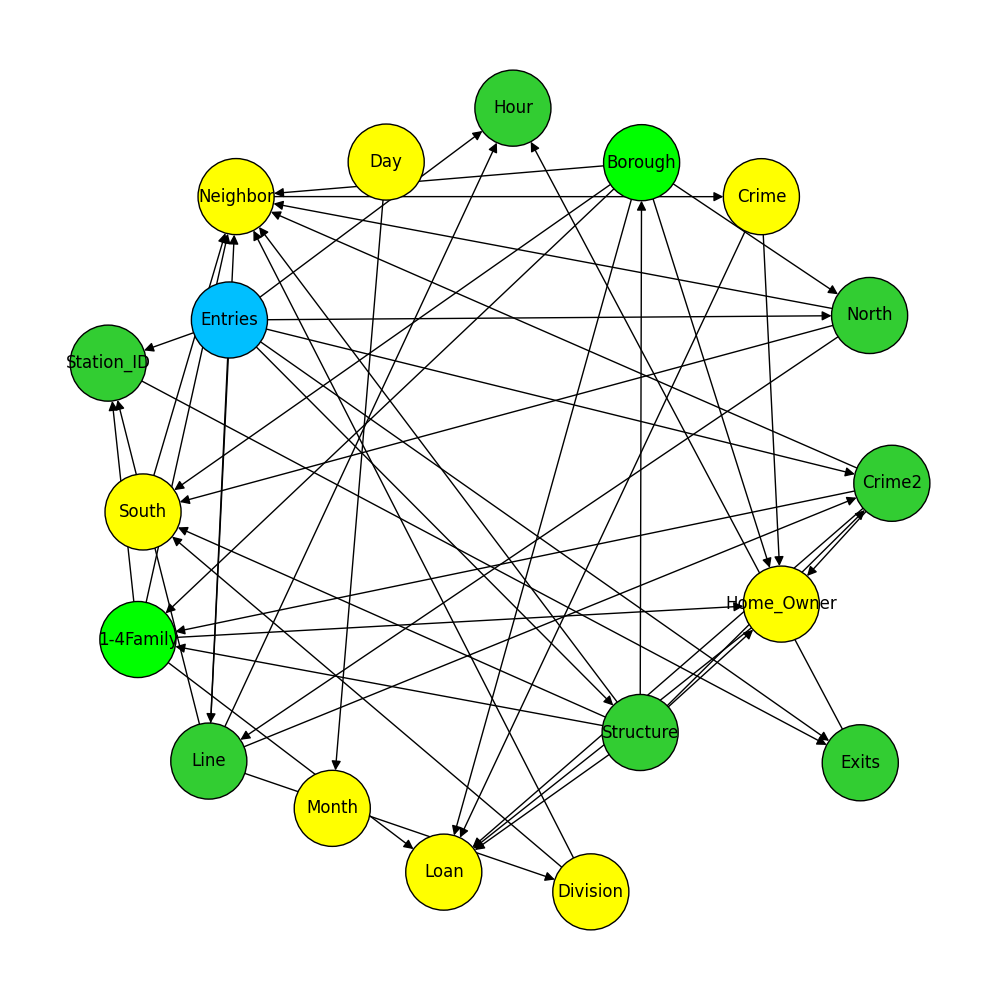 Hour
Day
Borough
Neighbor
Crime
North
Entries
Station_ID
Crime2
South
Home_Owner
1-4Family
Structure
Line
Exits
Month
Loan
Division